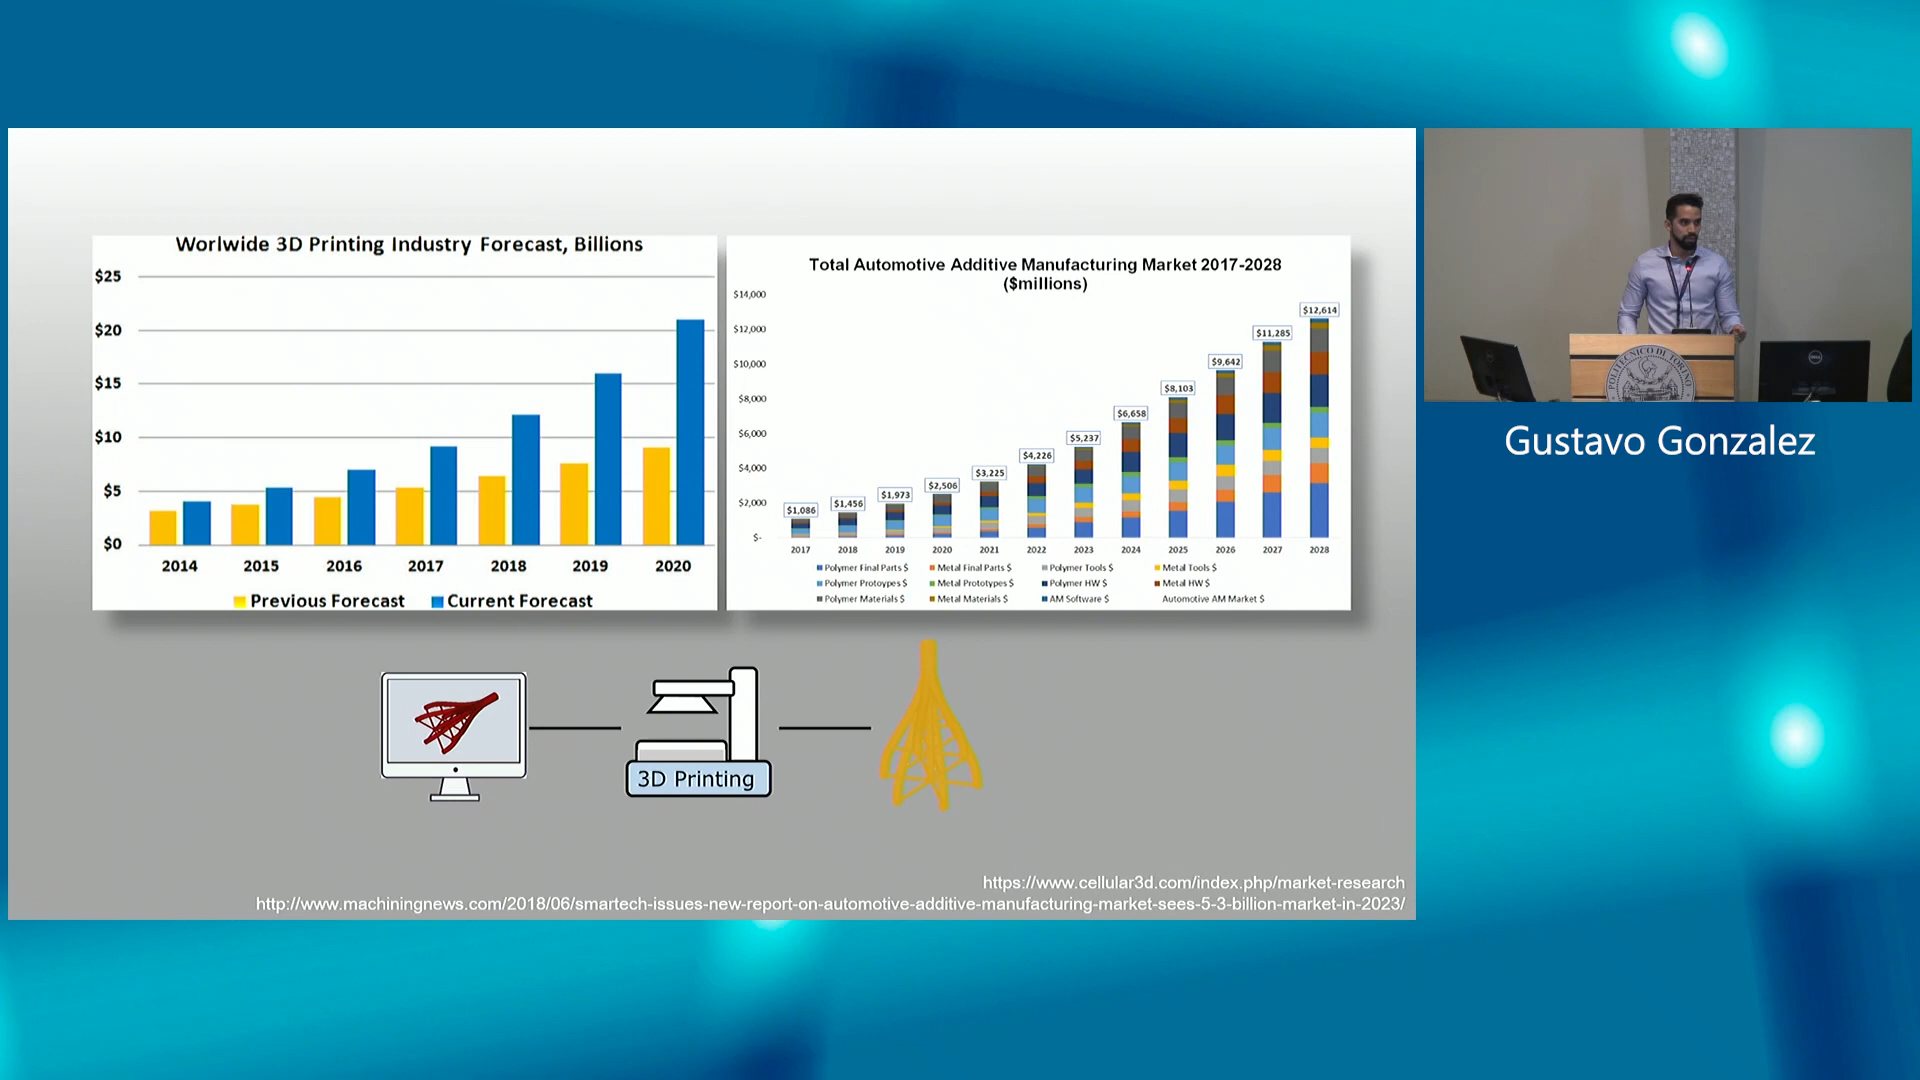 Worlwide 3D Printing Industry Forecast, Billions
$25
$20
$15
$10
$5
$0
2014 2015 2016 2017 2018 2019 2020
Previous Forecast Current Forecast
Total Automotive Additive Manufacturing Market 2017-2028
($millions)
$14,000
$12,000
$10,000
$8,000
$6,000
$4,000
$2,000
$-
$1,086 $1,456 $1,973 $2,506 $3,225 $4,226 $5,237 $6,658 $8,103 $9,642 $11,285 $12,614
2017 2018 2019 2020 2021 2022 2023 2024 2025 2026 2027 2028
Polymer Final Parts $ Metal Final Parts $ Polymer Tools $ Metal Tools $
Polymer Protoypes $ Metal Prototypes $ Polymer HW $ Metal HW $
Polymer Materials $ Metal Materials $ AM Software $ Automotive AM Market $
3D Printing
https://www.cellular3d.com/index.php/market-research
http://www.machiningnews.com/2018/06/smartech-issues-new-report-on-automotive-additive-manufacturing-market-sees-5-3-billion-market-in-2023/
POLITECNICO DI TORINO
DELL
Gustavo Gonzalez